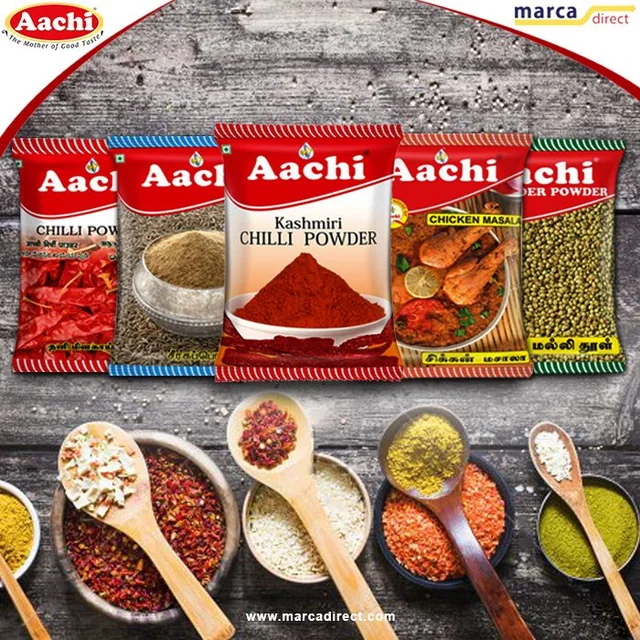 Aachi
The Mother of Good Taste
marca
direct
Aachi
CHILLI POW
Aachi
Aachi
Kashmiri
CHILLI POWDER
Aachi
CHICKEN MASALA
சிக்கன் மசாலா
achi
DER POWDER
மல்லி தூள்
www.marcadirect.com